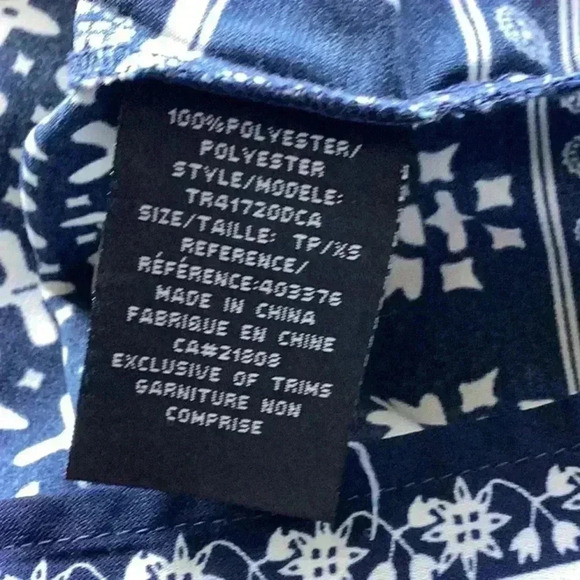 100%POLYESTER/
POLYESTER
STYLE/MODELE:
TR41720DCA
SIZE/TAILLE: TP/XS
REFERENCE/
RÉFÉRENCE:403376
MADE IN CHINA
FABRIQUE EN CHINE
CA#21808
EXCLUSIVE OF TRIMS
GARNITURE NON
COMPRISE